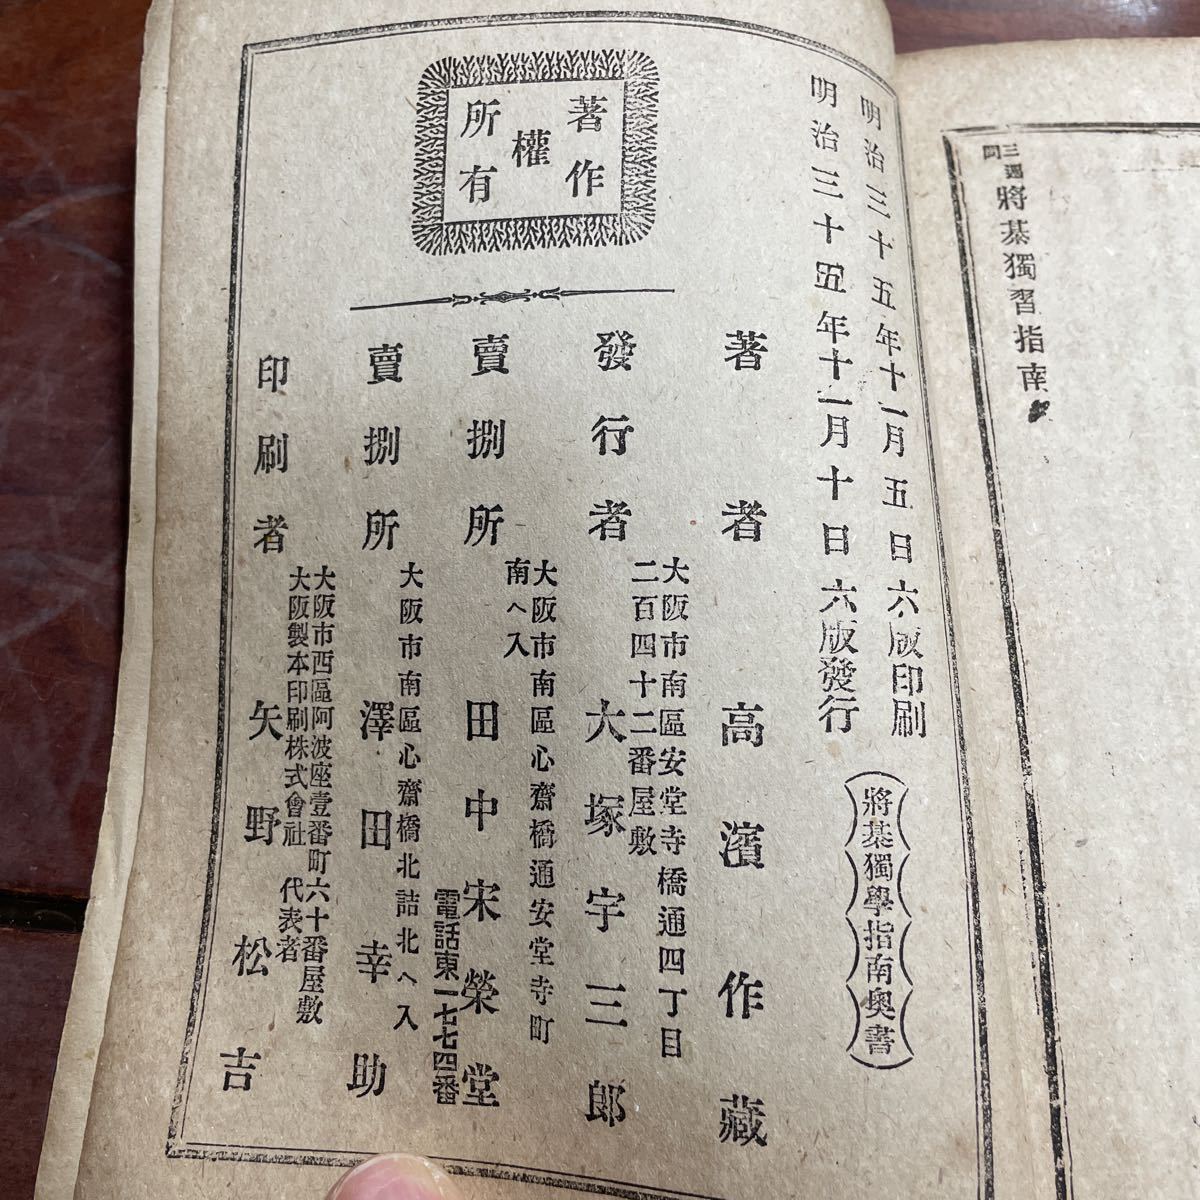 三週間 將棊獨習指南
明治三十五年十一月五日六版印刷
明治三十五年十一月十日六版發行
將棊獨學指南奧書
著作權所有
著者 高濱作藏
大阪市南區安堂寺橋通四丁目
二百四十二番屋敷
發行者 大塚宇三郎
大阪市南區心齋橋通安堂寺町
南へ入
賣捌所 田中宋榮堂
電話東一七七四番
大阪市南區心齋橋北詰北へ入
賣捌所 澤田幸助
大阪市西區阿波座壹番町六十番屋敷
大阪製本印刷株式會社 代表者
印刷者 矢野松吉